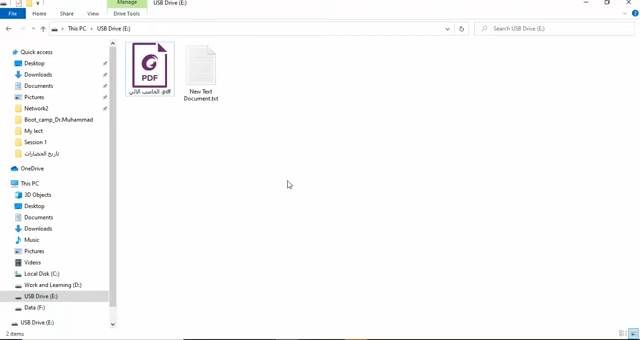 Manage
USB Drive (E:)
File
Home
Share
View
Drive Tools
This PC
USB Drive (E:)
Search USB Drive (E:)
Quick access
Desktop
Downloads
Documents
Pictures
Network2
Boot_camp_Dr.Muhammad
My lect
Session 1
تاريخ الحضارات
OneDrive
This PC
3D Objects
Desktop
Documents
Downloads
Music
Pictures
Videos
Local Disk (C:)
Work and Learning (D:)
USB Drive (E:)
Data (F:)
USB Drive (E:)
PDF
الحاسب الالي.pdf
New Text
Document.txt
2 items